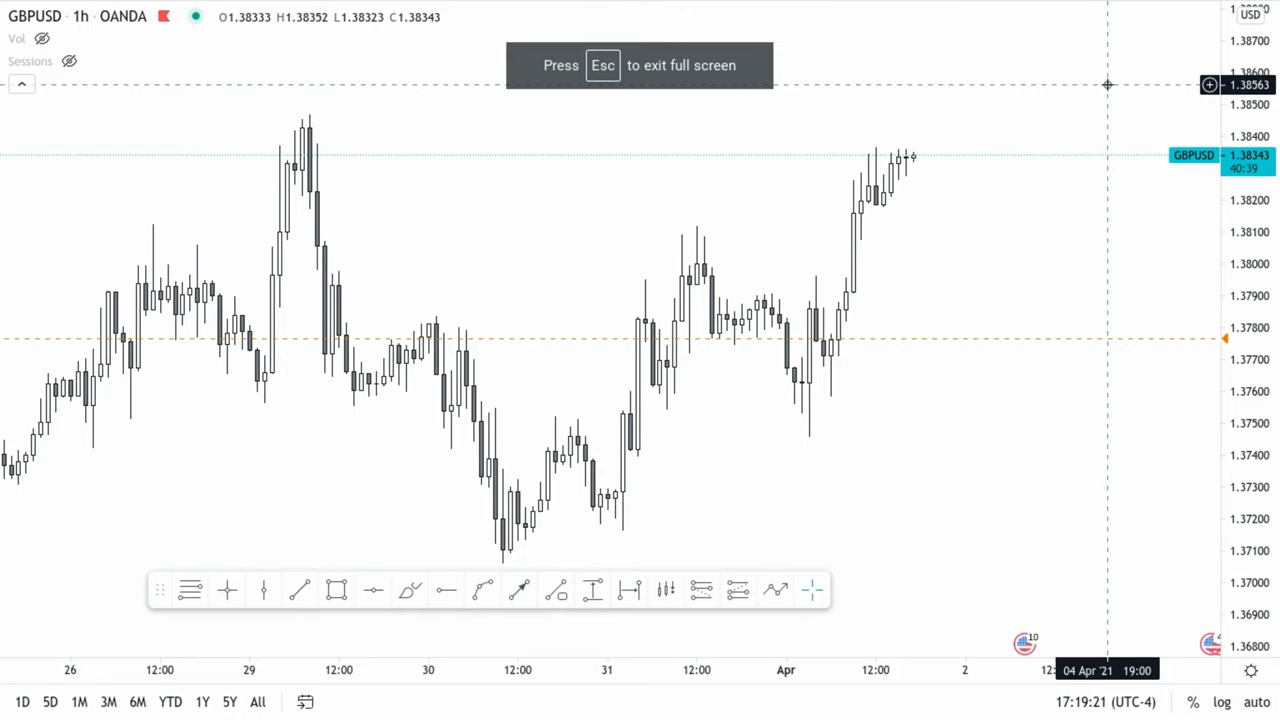 GBPUSD · 1h · OANDA O1.38333 H1.38352 L1.38323 C1.38343
Vol
Sessions
Press Esc to exit full screen
USD
1.38700
1.38563
1.38500
1.38400
GBPUSD 1.38343
40:39
1.38200
1.38100
1.38000
1.37900
1.37800
1.37700
1.37600
1.37500
1.37400
1.37300
1.37200
1.37100
1.37000
1.36900
1.36800
10
26 12:00 29 12:00 30 12:00 31 12:00 Apr 12:00 2 04 Apr '21 19:00
1D 5D 1M 3M 6M YTD 1Y 5Y All 17:19:21 (UTC-4) % log auto